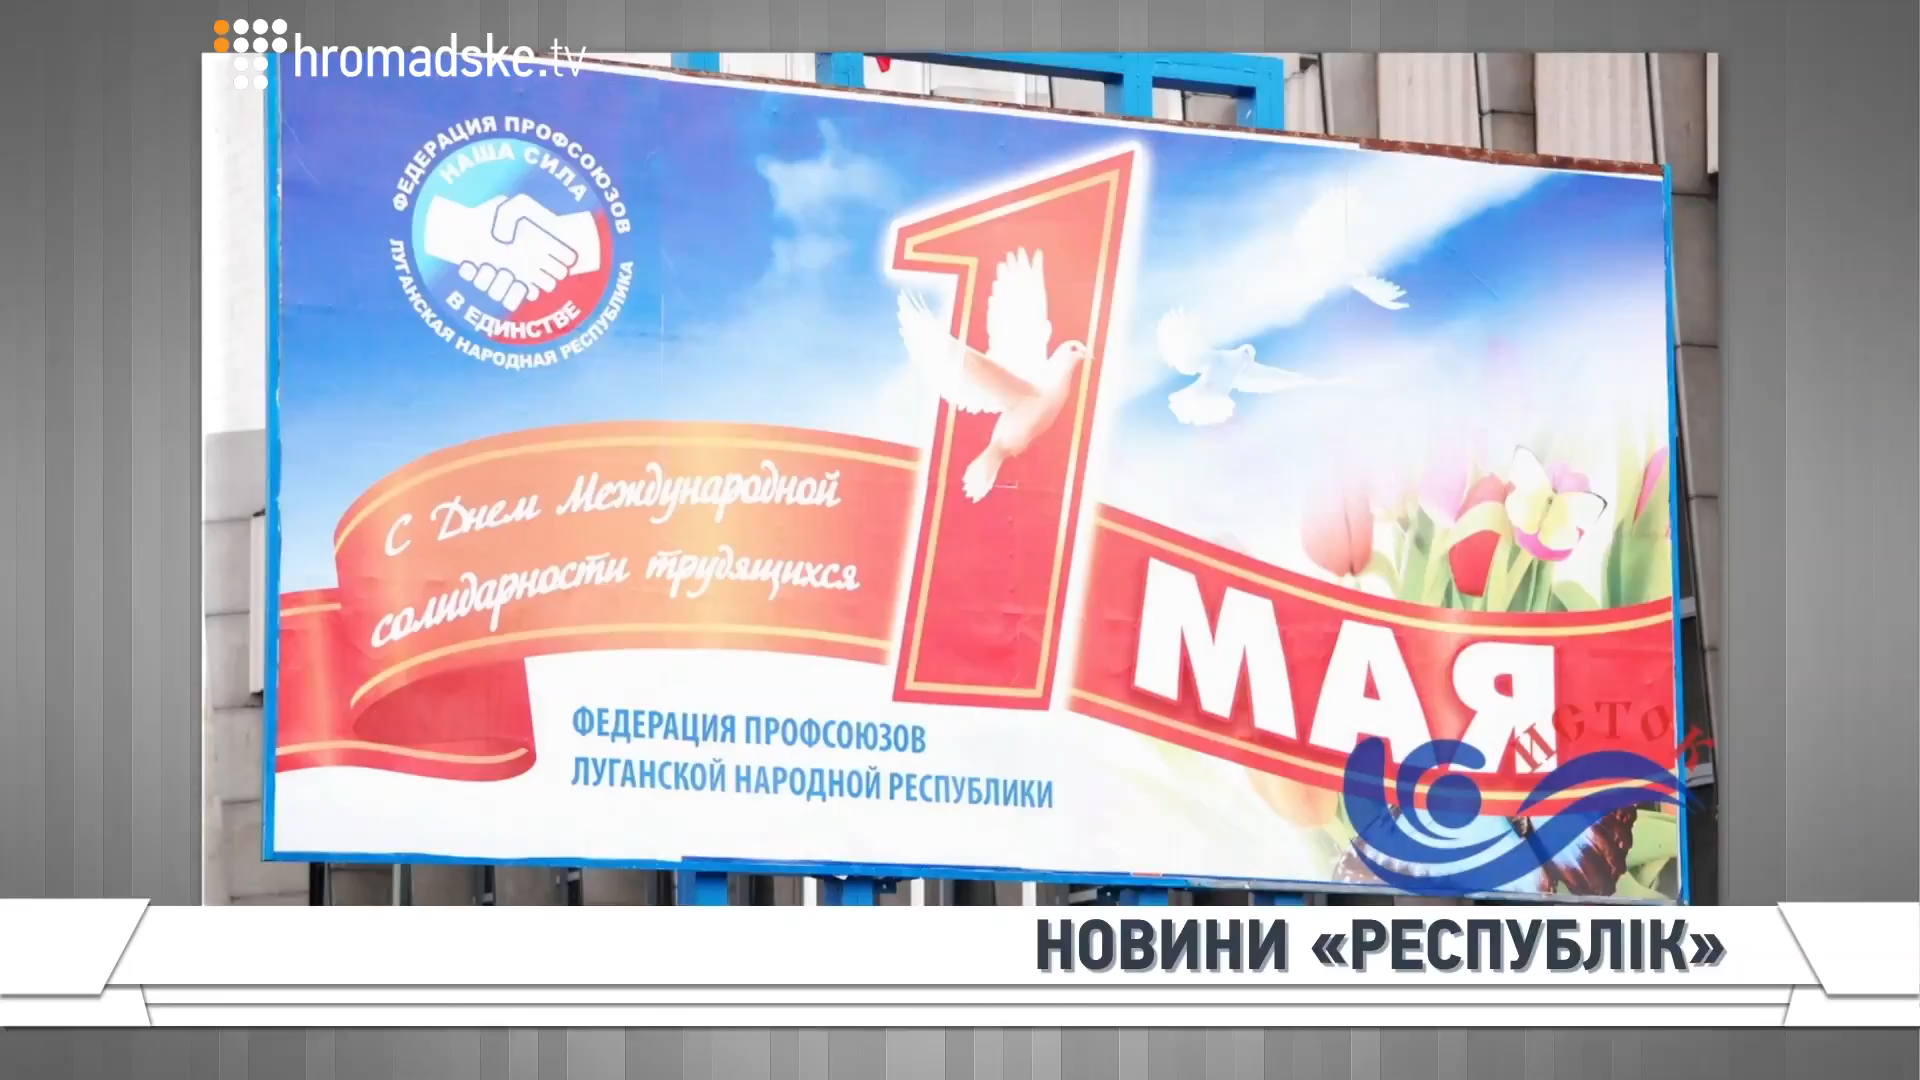 hromadske.tv
ФЕДЕРАЦИЯ ПРОФСОЮЗОВ
НАША СИЛА
В ЕДИНСТВЕ
ЛУГАНСКАЯ НАРОДНАЯ РЕСПУБЛИКА
1
С Днем Международной
солидарности трудящихся
МАЯ
ФЕДЕРАЦИЯ ПРОФСОЮЗОВ
ЛУГАНСКОЙ НАРОДНОЙ РЕСПУБЛИКИ
ИСТОК
НОВИНИ «РЕСПУБЛІК»